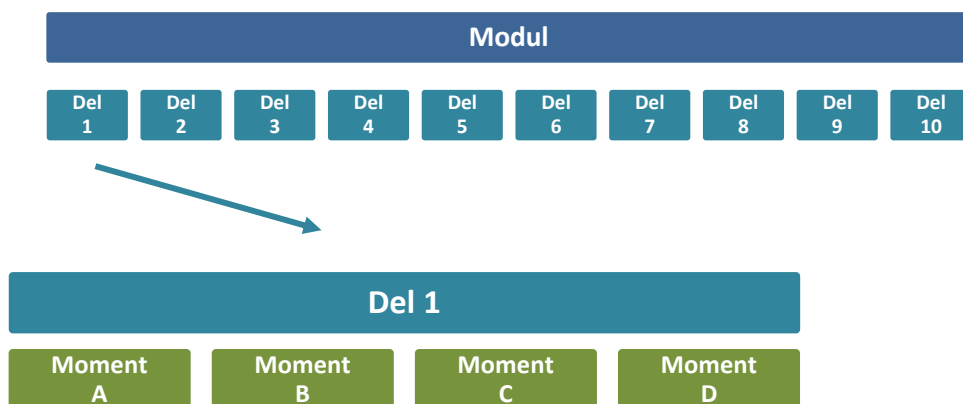 Modul
Del Del Del Del Del Del Del Del Del Del
1 2 3 4 5 6 7 8 9 10
Del 1
Moment Moment Moment Moment
A B C D